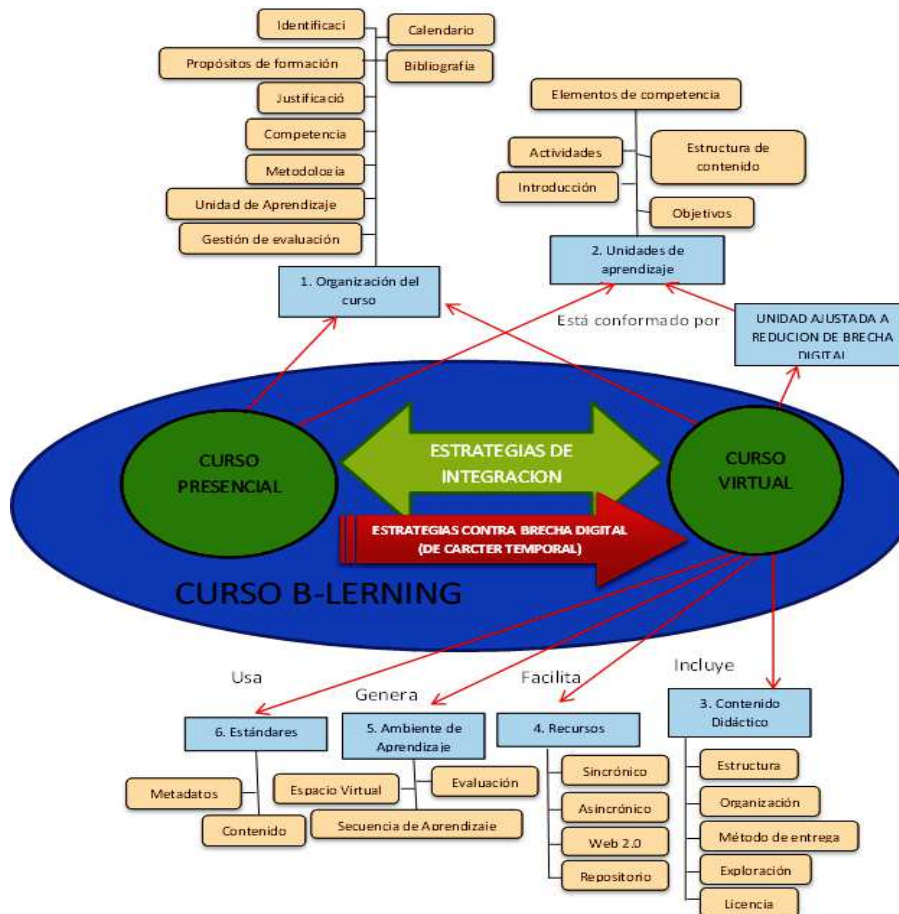 Identificaci
Calendario
Propósitos de formación
Bibliografía
Justificació
Competencia
Metodología
Unidad de Aprendizaje
Gestión de evaluación
1. Organización del
curso
Elementos de competencia
Actividades
Estructura de
contenido
Introducción
Objetivos
2. Unidades de
aprendizaje
Está conformado por
UNIDAD AJUSTADA A
REDUCION DE BRECHA
DIGITAL
CURSO
PRESENCIAL
ESTRATEGIAS DE
INTEGRACION
CURSO
VIRTUAL
ESTRATEGIAS CONTRA BRECHA DIGITAL
(DE CARCTER TEMPORAL)
CURSO B-LERNING
Usa
Genera
Facilita
Incluye
6. Estándares
5. Ambiente de
Aprendizaje
4. Recursos
3. Contenido
Didáctico
Metadatos
Contenido
Espacio Virtual
Evaluación
Secuencia de Aprendizaje
Sincrónico
Asincrónico
Web 2.0
Repositorio
Estructura
Organización
Método de entrega
Exploración
Licencia